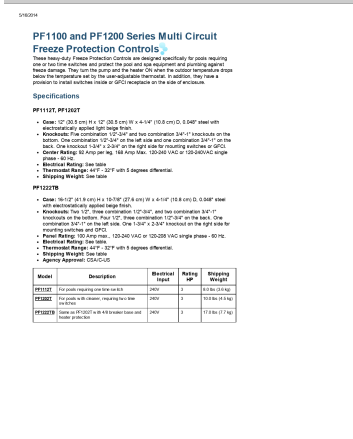 5/18/2014
PF1100 and PF1200 Series Multi Circuit
Freeze Protection Controls
These heavy-duty Freeze Protection Controls are designed specifically for pools requiring
one or two time switches and protect the pool and spa equipment and plumbing against
freeze damage. They turn the pump and the heater ON when the outdoor temperature drops
below the temperature set by the user-adjustable thermostat. In addition, they have a
provision to install switches inside or GFCI receptacle on the side of enclosure.
Specifications
PF1112T, PF1202T
• Case: 12" (30.5 cm) H x 12" (30.5 cm) W x 4-1/4" (10.8 cm) D, 0.048" steel with
electrostatically applied light beige finish.
• Knockouts: Five combination 1/2"-3/4" and two combination 3/4"-1" knockouts on the
bottom. One combination 1/2"-3/4" on the left side and one combination 3/4"-1" on the
back. One knockout 1-3/4" x 2-3/4" on the right side for mounting switches or GFCI.
• Center Rating: 92 Amp per leg, 168 Amp Max. 120-240 VAC or 120-240VAC single
phase - 60 Hz.
• Electrical Rating: See table
• Thermostat Range: 44°F - 32°F with 5 degrees differential.
• Shipping Weight: See table
PF1222TB
• Case: 16-1/2" (41.9 cm) H x 10-7/8" (27.6 cm) W x 4-1/4" (10.8 cm) D, 0.048" steel
with electrostatically applied beige finish.
• Knockouts: Two 1/2", three combination 1/2"-3/4", and two combination 3/4"-1"
knockouts on the bottom. Four 1/2", three combination 1/2"-3/4" on the back. One
combination 3/4"-1" on the left side. One 1-3/4" x 2-3/4" knockout on the right side for
mounting switches and GFCI.
• Panel Rating: 100 Amp max., 120-240 VAC or 120-208 VAC single phase - 60 Hz.
• Electrical Rating: See table.
• Thermostat Range: 44°F - 32°F with 5 degrees differential.
• Shipping Weight: See table
• Agency Approval: CSA/C-US
Model Description Electrical Input Rating HP Shipping Weight
PF1112T For pools requiring one time switch 240V 3 8.0 lbs (3.6 kg)
PF1202T For pools with cleaner, requiring two time switches 240V 3 10.0 lbs (4.5 kg)
PF1222TB Same as PF1202T with 4/8 breaker base and heater protection 240V 3 17.0 lbs (7.7 kg)